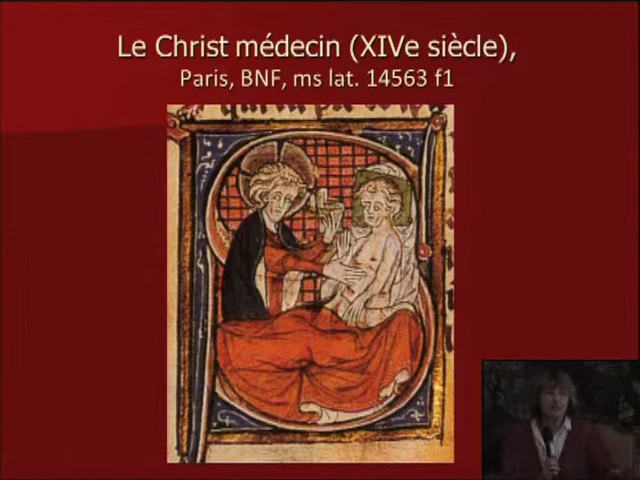 Le Christ médecin (XIVe siècle),
Paris, BNF, ms lat. 14563 f1